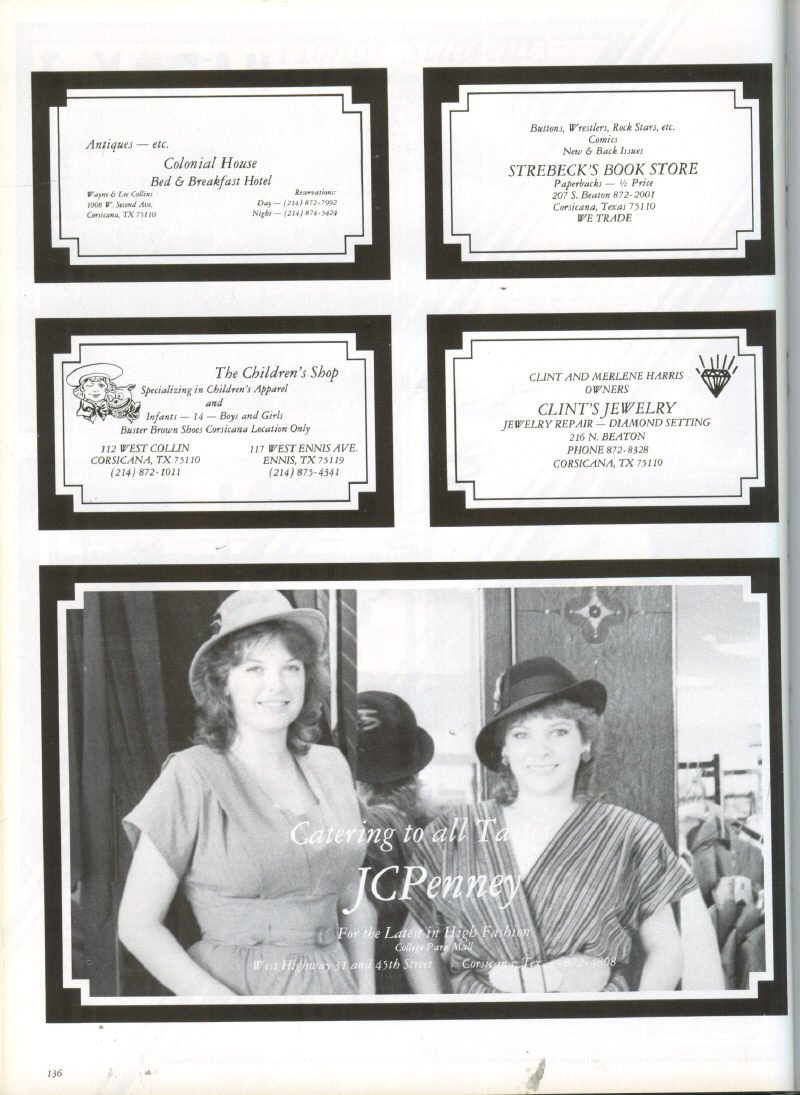 Antiques — etc.
Colonial House
Bed & Breakfast Hotel
Wayne & Lee Collins
1008 W. Second Ave.
Corsicana, TX 75110
Reservations:
Day — (214) 872-7992
Night — (214) 874-5424
Buttons, Wrestlers, Rock Stars, etc.
Comics
New & Back Issues
STREBECK'S BOOK STORE
Paperbacks — ½ Price
207 S. Beaton 872-2001
Corsicana, Texas 75110
WE TRADE
The Children's Shop
Specializing in Children's Apparel
and
Infants — 14 — Boys and Girls
Buster Brown Shoes Corsicana Location Only
112 WEST COLLIN
CORSICANA, TX 75110
(214) 872-1011
117 WEST ENNIS AVE.
ENNIS, TX 75119
(214) 875-4341
CLINT AND MERLENE HARRIS
OWNERS
CLINT'S JEWELRY
JEWELRY REPAIR — DIAMOND SETTING
216 N. BEATON
PHONE 872-8328
CORSICANA, TX 75110
Catering to all Tastes
JCPenney
For the Latest in High Fashion
College Park Mall
West Highway 31 and 45th Street Corsicana, Tex. 872-4808
136